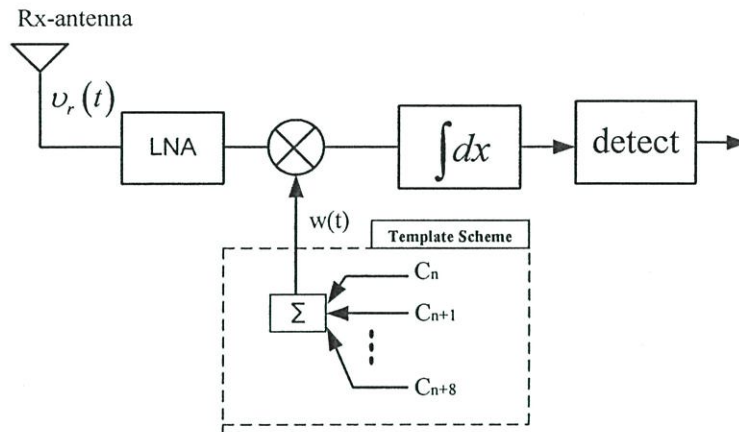 Rx-antenna
υᵣ(t)
LNA
∫dx
detect
w(t)
Template Scheme
Σ
Cₙ
Cₙ₊₁
Cₙ₊₈